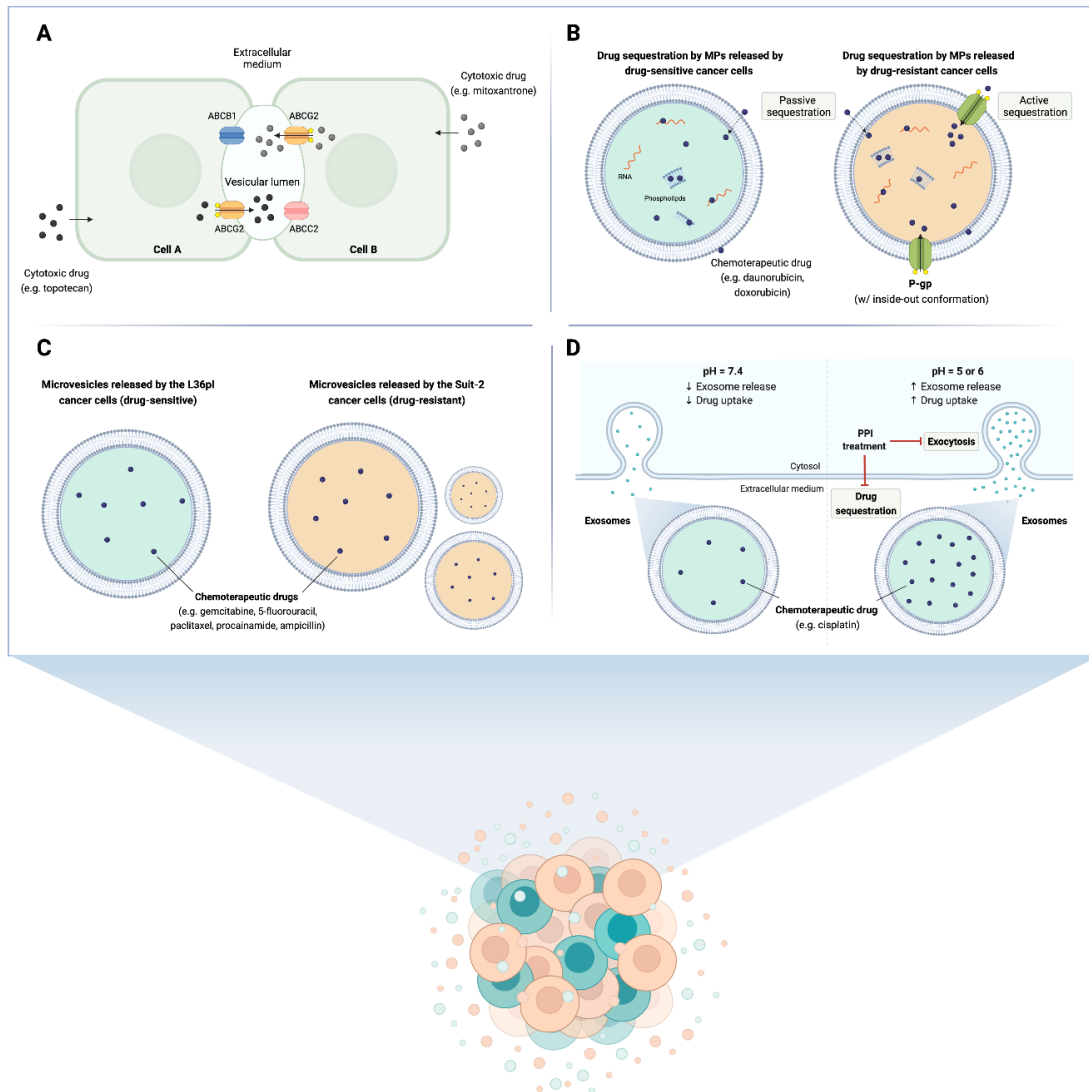 A
Extracellular
medium
Cytotoxic drug
(e.g. mitoxantrone)
ABCB1
ABCG2
Vesicular lumen
ABCG2
ABCC2
Cell A
Cell B
Cytotoxic drug
(e.g. topotecan)
B
Drug sequestration by MPs released by
drug-sensitive cancer cells
Drug sequestration by MPs released
by drug-resistant cancer cells
Passive
sequestration
Active
sequestration
RNA
Phospholipds
Chemoterapeutic drug
(e.g. daunorubicin,
doxorubicin)
P-gp
(w/ inside-out conformation)
C
Microvesicles released by the L36pl
cancer cells (drug-sensitive)
Microvesicles released by the Suit-2
cancer cells (drug-resistant)
Chemoterapeutic drugs
(e.g. gemcitabine, 5-fluorouracil,
paclitaxel, procainamide, ampicillin)
D
pH = 7.4
↓ Exosome release
↓ Drug uptake
pH = 5 or 6
↑ Exosome release
↑ Drug uptake
PPI
treatment
Exocytosis
Cytosol
Extracellular medium
Drug
sequestration
Exosomes
Exosomes
Chemoterapeutic drug
(e.g. cisplatin)